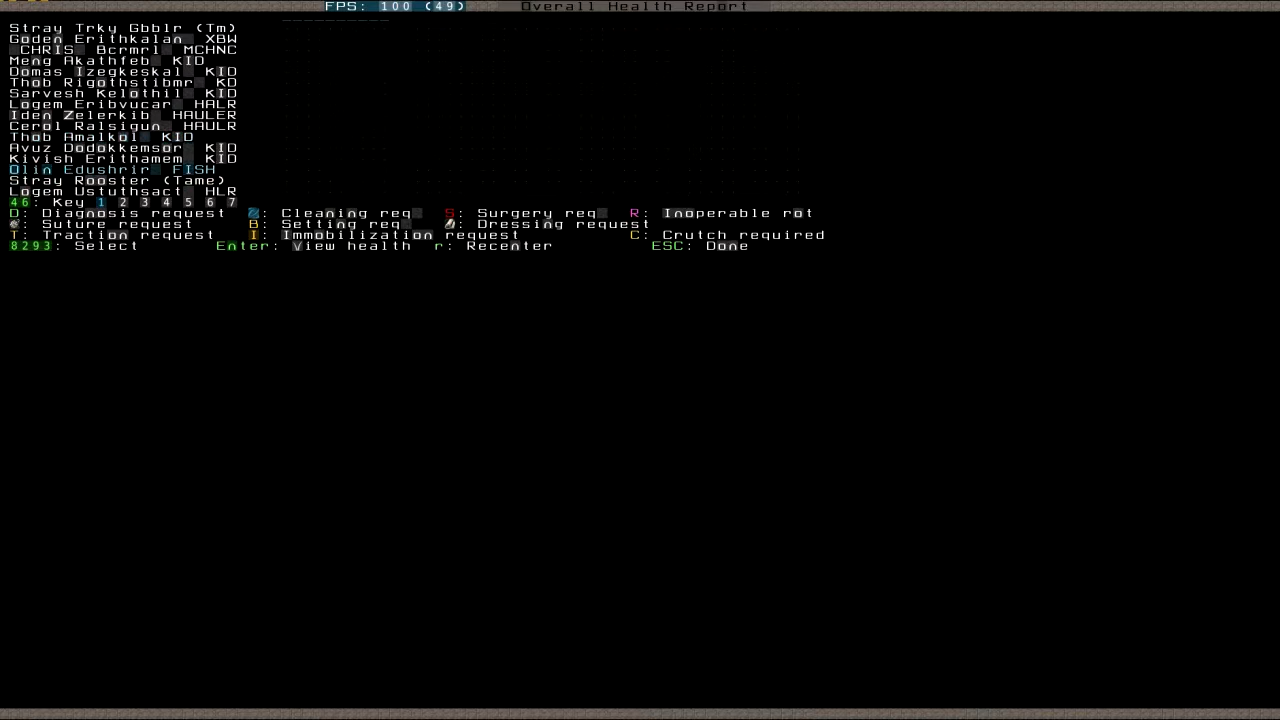 FPS: 100 (49) Overall Health Report
Stray Trky Gbblr (Tm)
Goden Erithkalan XBW
CHRIS Bcrmrl MCHNC
Meng Akathfeb KID
Domas Izegkeskal KID
Thob Rigothstibmr KD
Sarvesh Kelothil KID
Logem Eribvucar HALR
Iden Zelerkib HAULER
Cerol Ralsigun HAULR
Thob Amalkol KID
Avuz Dodokkemsor KID
Kivish Erithamem KID
Olin Edushrir FISH
Stray Rooster (Tame)
Logem Ustuthsact HLR
46: Key 1 2 3 4 5 6 7
D: Diagnosis request : Cleaning req S: Surgery req R: Inoperable rot
: Suture request B: Setting req : Dressing request
T: Traction request I: Immobilization request C: Crutch required
8293: Select Enter: View health r: Recenter ESC: Done